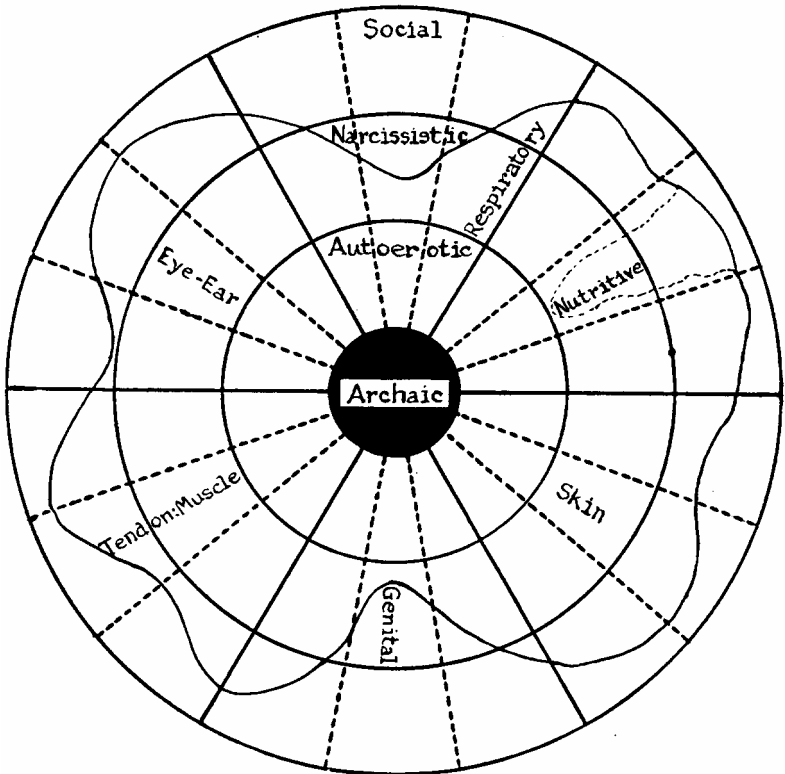 Social
Narcissistic
Respiratory
Autoerotic
Eye-Ear
Nutritive
Archaic
Tendon:Muscle
Skin
Genital